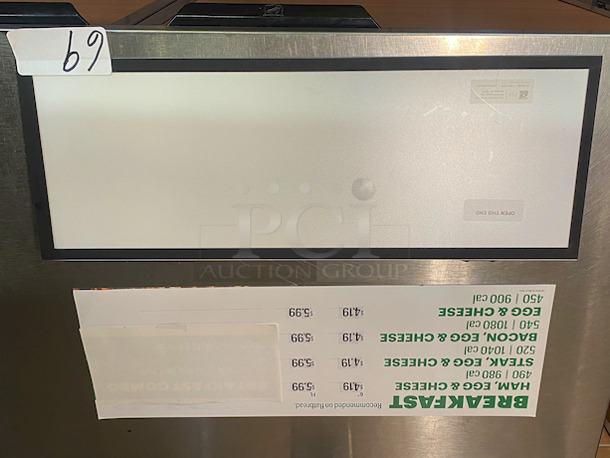 69
OPEN THIS END
PCI
AUCTION GROUP
BREAKFAST
Recommended on flatbread.
6" FL
HAM, EGG & CHEESE $4.19 $5.99
490 | 980 cal
STEAK, EGG & CHEESE $4.19 $5.99
520 | 1040 cal
BACON, EGG & CHEESE $4.19 $5.99
540 | 1080 cal
EGG & CHEESE $4.19 $5.99
450 | 900 cal